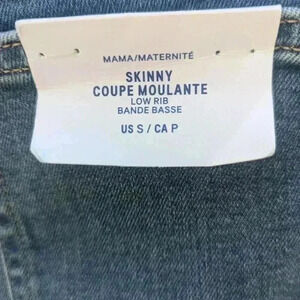 MAMA/MATERNITÉ
SKINNY
COUPE MOULANTE
LOW RIB
BANDE BASSE
US S / CA P